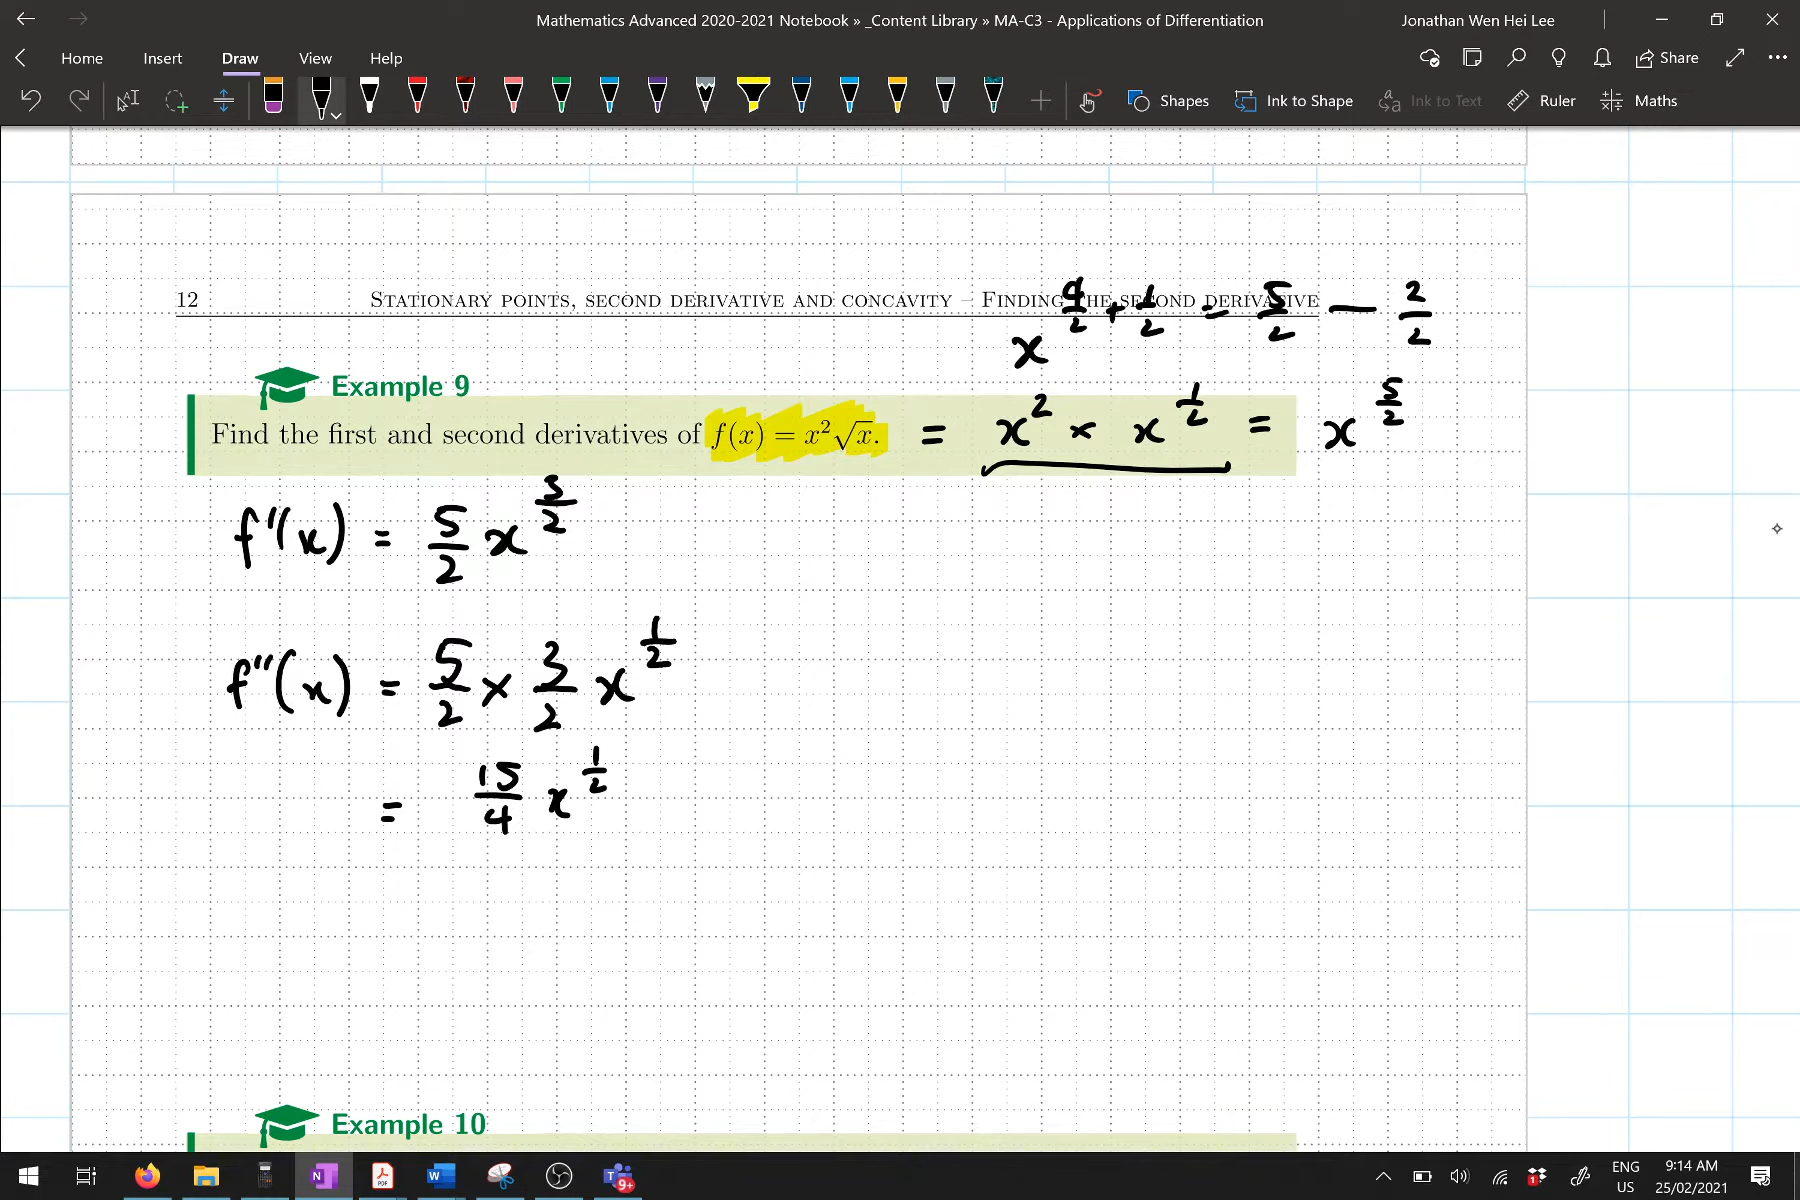 Mathematics Advanced 2020-2021 Notebook » _Content Library » MA-C3 - Applications of Differentiation
Jonathan Wen Hei Lee
Home Insert Draw View Help
Share
Shapes Ink to Shape Ink to Text Ruler Maths
12 STATIONARY POINTS, SECOND DERIVATIVE AND CONCAVITY – FINDING THE SECOND DERIVATIVE
x^(4/2 + 1/2) = 5/2 — 2/2
Example 9
Find the first and second derivatives of f(x) = x²√x. = x² × x^(1/2) = x^(5/2)
f''(x) = 5/2 x^(3/2)
f''(x) = 5/2 × 3/2 x^(1/2)
= 15/4 x^(1/2)
Example 10
ENG
9:14 AM
US
25/02/2021
9+
1